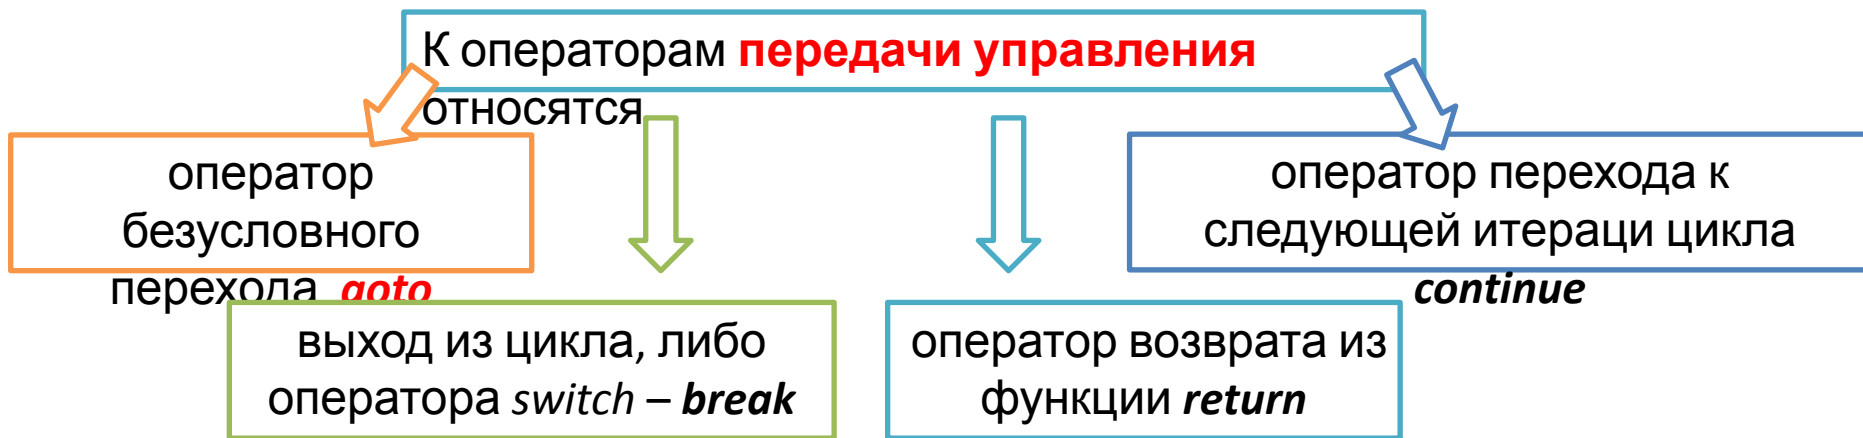 К операторам передачи управления
относятся
оператор
безусловного
перехода goto
оператор перехода к
следующей итераци цикла
continue
выход из цикла, либо
оператора switch – break
оператор возврата из
функции return